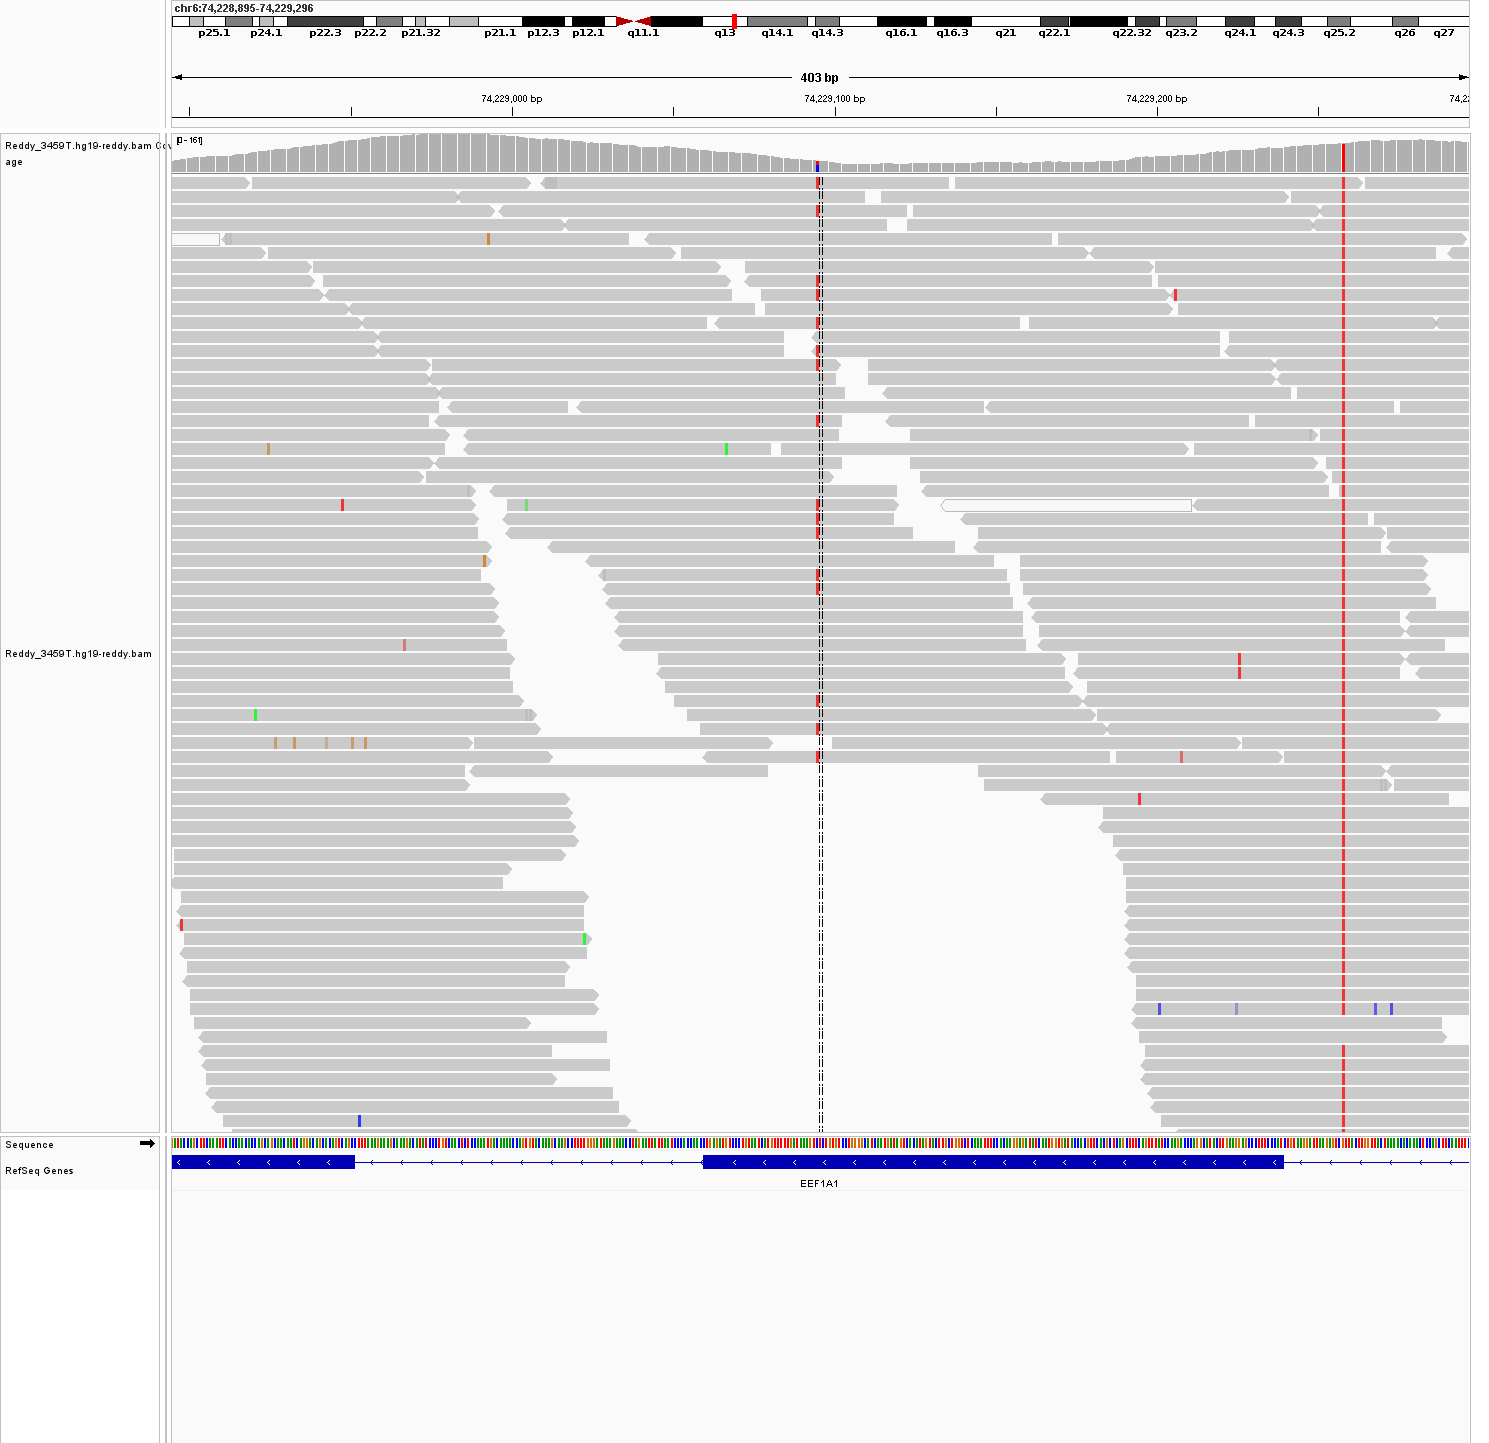 chr6:74,228,895-74,229,296
p25.1 p24.1 p22.3 p22.2 p21.32 p21.1 p12.3 p12.1 q11.1 q13 q14.1 q14.3 q16.1 q16.3 q21 q22.1 q22.32 q23.2 q24.1 q24.3 q25.2 q26 q27
403 bp
74,229,000 bp 74,229,100 bp 74,229,200 bp 74,22
[0 - 161]
Reddy_3459T.hg19-reddy.bam Cov
age
Reddy_3459T.hg19-reddy.bam
Sequence
RefSeq Genes
EEF1A1